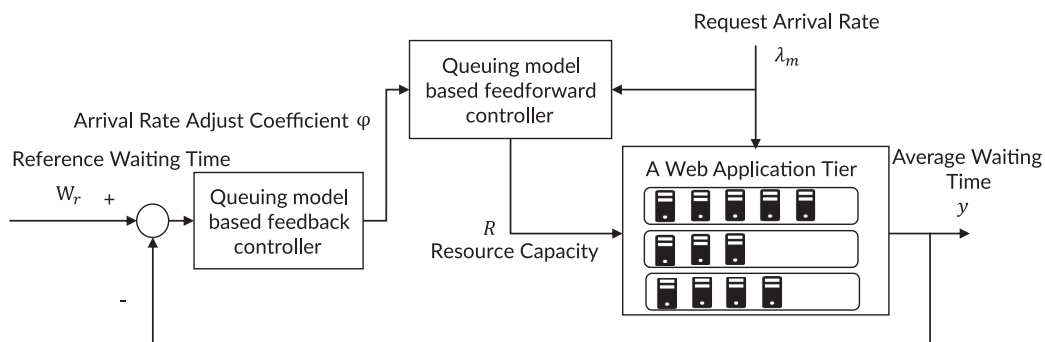 Request Arrival Rate
λ_m
Queuing model
based feedforward
controller
Arrival Rate Adjust Coefficient φ
Reference Waiting Time
W_r
+
-
Queuing model
based feedback
controller
R
Resource Capacity
A Web Application Tier
Average Waiting
Time
y